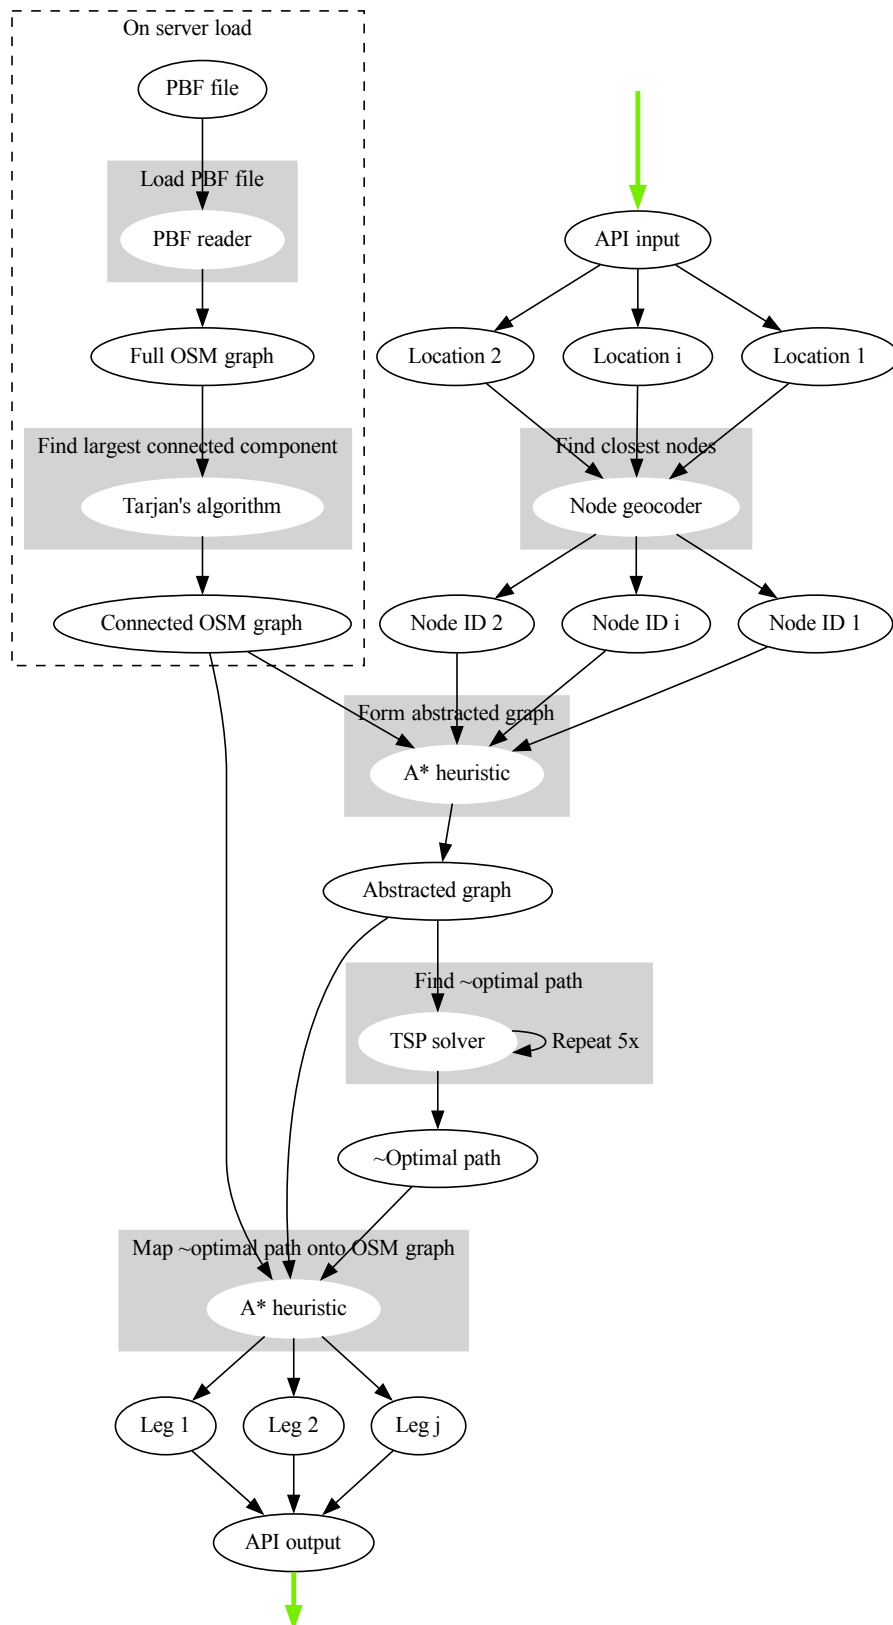 On server load
PBF file
Load PBF file
PBF reader
API input
Full OSM graph
Location 2
Location i
Location 1
Find largest connected component
Find closest nodes
Tarjan's algorithm
Node geocoder
Connected OSM graph
Node ID 2
Node ID i
Node ID 1
Form abstracted graph
A* heuristic
Abstracted graph
Find ~optimal path
TSP solver
Repeat 5x
~Optimal path
Map ~optimal path onto OSM graph
A* heuristic
Leg 1
Leg 2
Leg j
API output